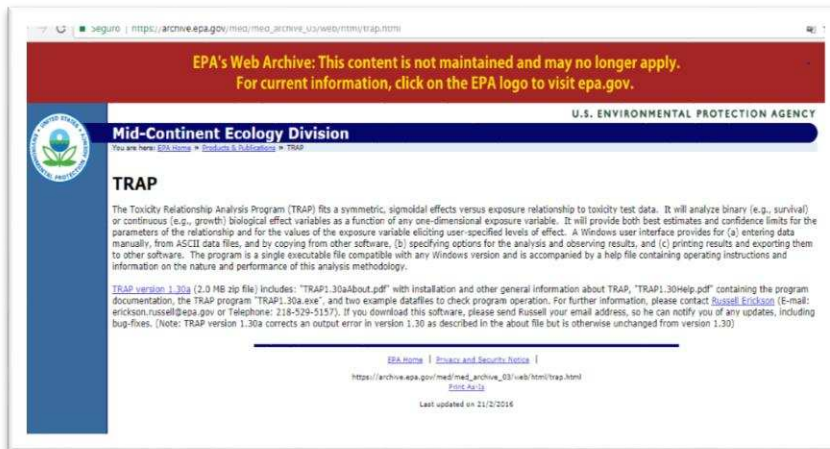 Seguro | https://archive.epa.gov/med/med_archive_03/web/html/trap.html
EPA's Web Archive: This content is not maintained and may no longer apply.
For current information, click on the EPA logo to visit epa.gov.
U.S. ENVIRONMENTAL PROTECTION AGENCY
UNITED STATES
Mid-Continent Ecology Division
You are here: EPA Home » Products & Publications » TRAP
TRAP
The Toxicity Relationship Analysis Program (TRAP) fits a symmetric, sigmoidal effects versus exposure relationship to toxicity test data. It will analyze binary (e.g., survival)
or continuous (e.g., growth) biological effect variables as a function of any one-dimensional exposure variable. It will provide both best estimates and confidence limits for the
parameters of the relationship and for the values of the exposure variable eliciting user-specified levels of effect. A Windows user interface provides for (a) entering data
manually, from ASCII data files, and by copying from other software, (b) specifying options for the analysis and observing results, and (c) printing results and exporting them
to other software. The program is a single executable file compatible with any Windows version and is accompanied by a help file containing operating instructions and
information on the nature and performance of this analysis methodology.
TRAP version 1.30a (2.0 MB zip file) includes: "TRAP1.30aAbout.pdf" with installation and other general information about TRAP, "TRAP1.30Help.pdf" containing the program
documentation, the TRAP program "TRAP1.30a.exe", and two example datafiles to check program operation. For further information, please contact Russell Erickson (E-mail:
erickson.russell@epa.gov or Telephone: 218-529-5157). If you download this software, please send Russell your email address, so he can notify you of any updates, including
bug-fixes. (Note: TRAP version 1.30a corrects an output error in version 1.30 as described in the about file but is otherwise unchanged from version 1.30)
EPA Home | Privacy and Security Notice |
https://archive.epa.gov/med/med_archive_03/web/html/trap.html
Print As-Is
Last updated on 21/2/2016